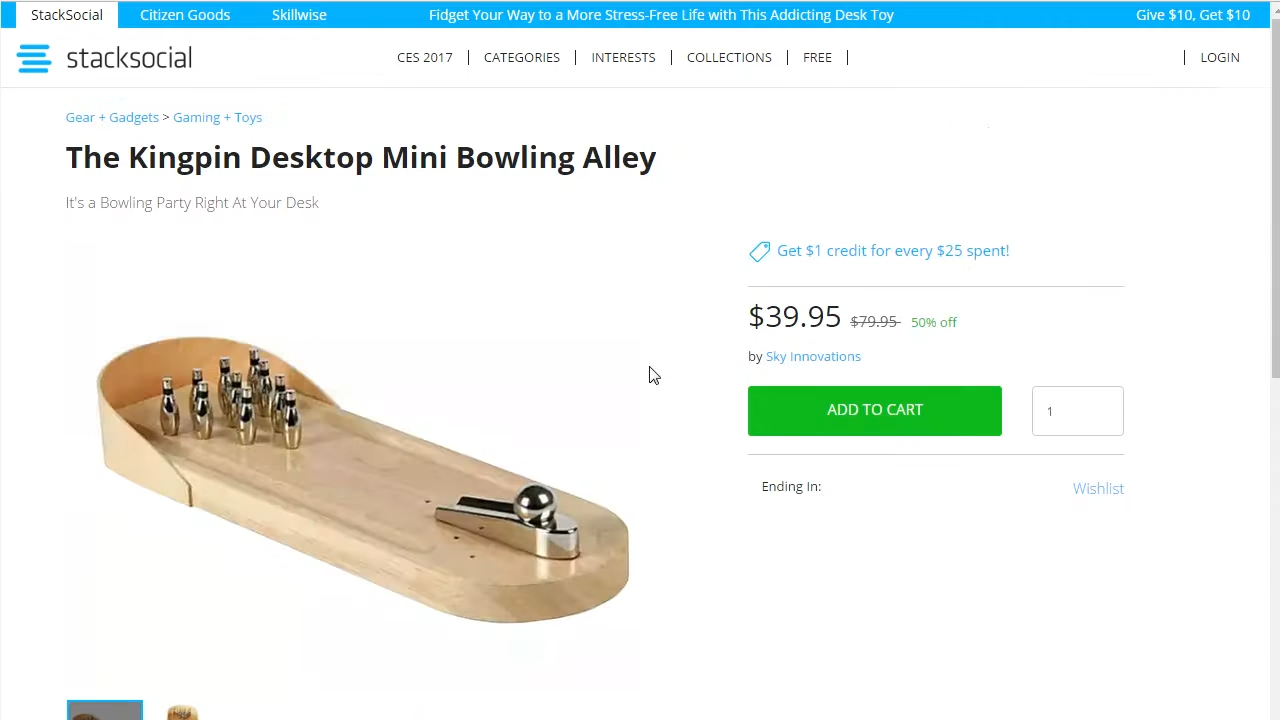 StackSocial Citizen Goods Skillwise Fidget Your Way to a More Stress-Free Life with This Addicting Desk Toy Give $10, Get $10
stacksocial CES 2017 | CATEGORIES | INTERESTS | COLLECTIONS | FREE | | LOGIN
Gear + Gadgets > Gaming + Toys
The Kingpin Desktop Mini Bowling Alley
It's a Bowling Party Right At Your Desk
Get $1 credit for every $25 spent!
$39.95 $79.95 50% off
by Sky Innovations
ADD TO CART 1
Ending In: Wishlist